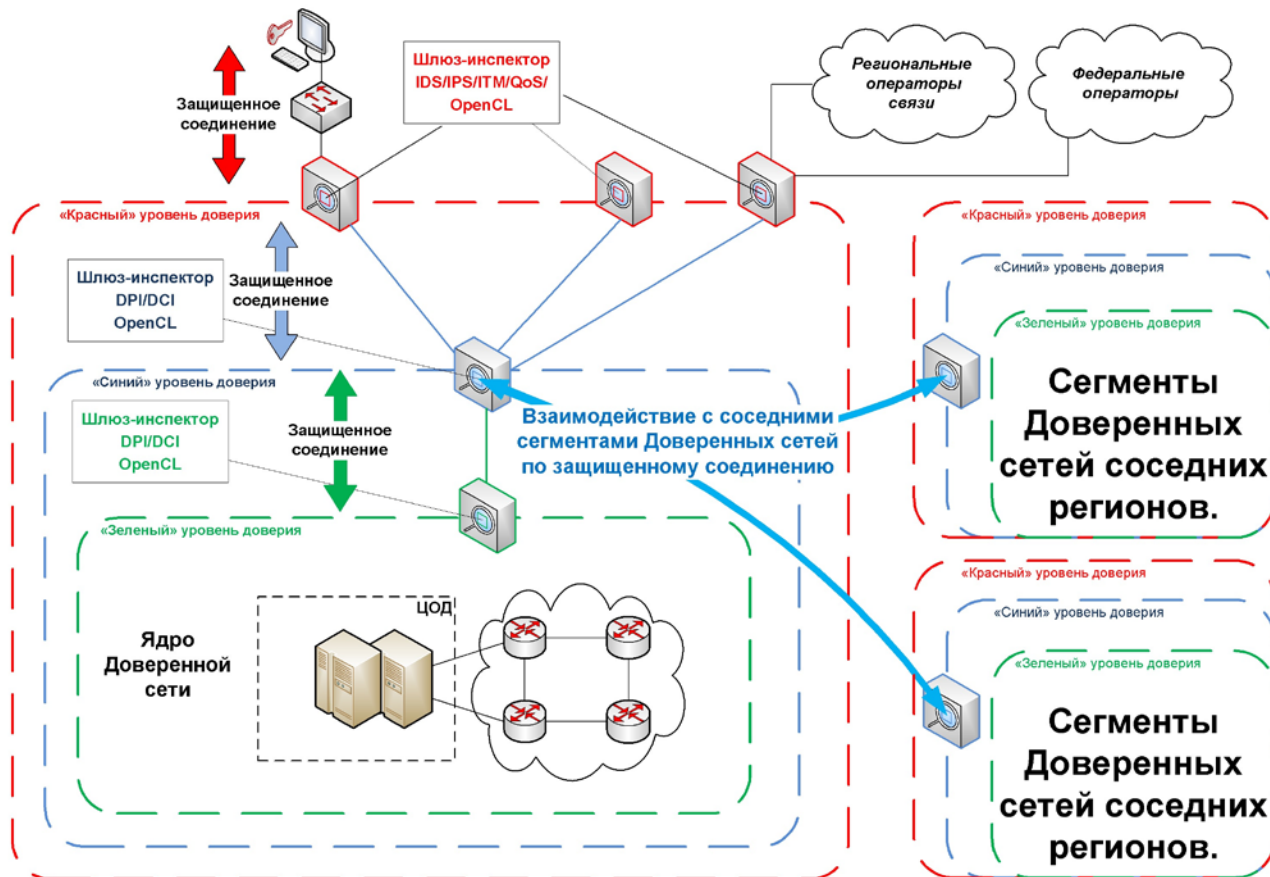 Шлюз-инспектор
IDS/IPS/ITM/QoS/
OpenCL
Региональные
операторы
связи
Федеральные
операторы
Защищенное
соединение
«Красный» уровень доверия
Шлюз-инспектор
DPI/DCI
OpenCL
Защищенное
соединение
«Синий» уровень доверия
Шлюз-инспектор
DPI/DCI
OpenCL
Защищенное
соединение
Взаимодействие с соседними
сегментами Доверенных сетей
по защищенному соединению
«Зеленый» уровень доверия
Ядро
Доверенной
сети
ЦОД
«Красный» уровень доверия
«Синий» уровень доверия
«Зеленый» уровень доверия
Сегменты
Доверенных
сетей соседних
регионов.
«Красный» уровень доверия
«Синий» уровень доверия
«Зеленый» уровень доверия
Сегменты
Доверенных
сетей соседних
регионов.